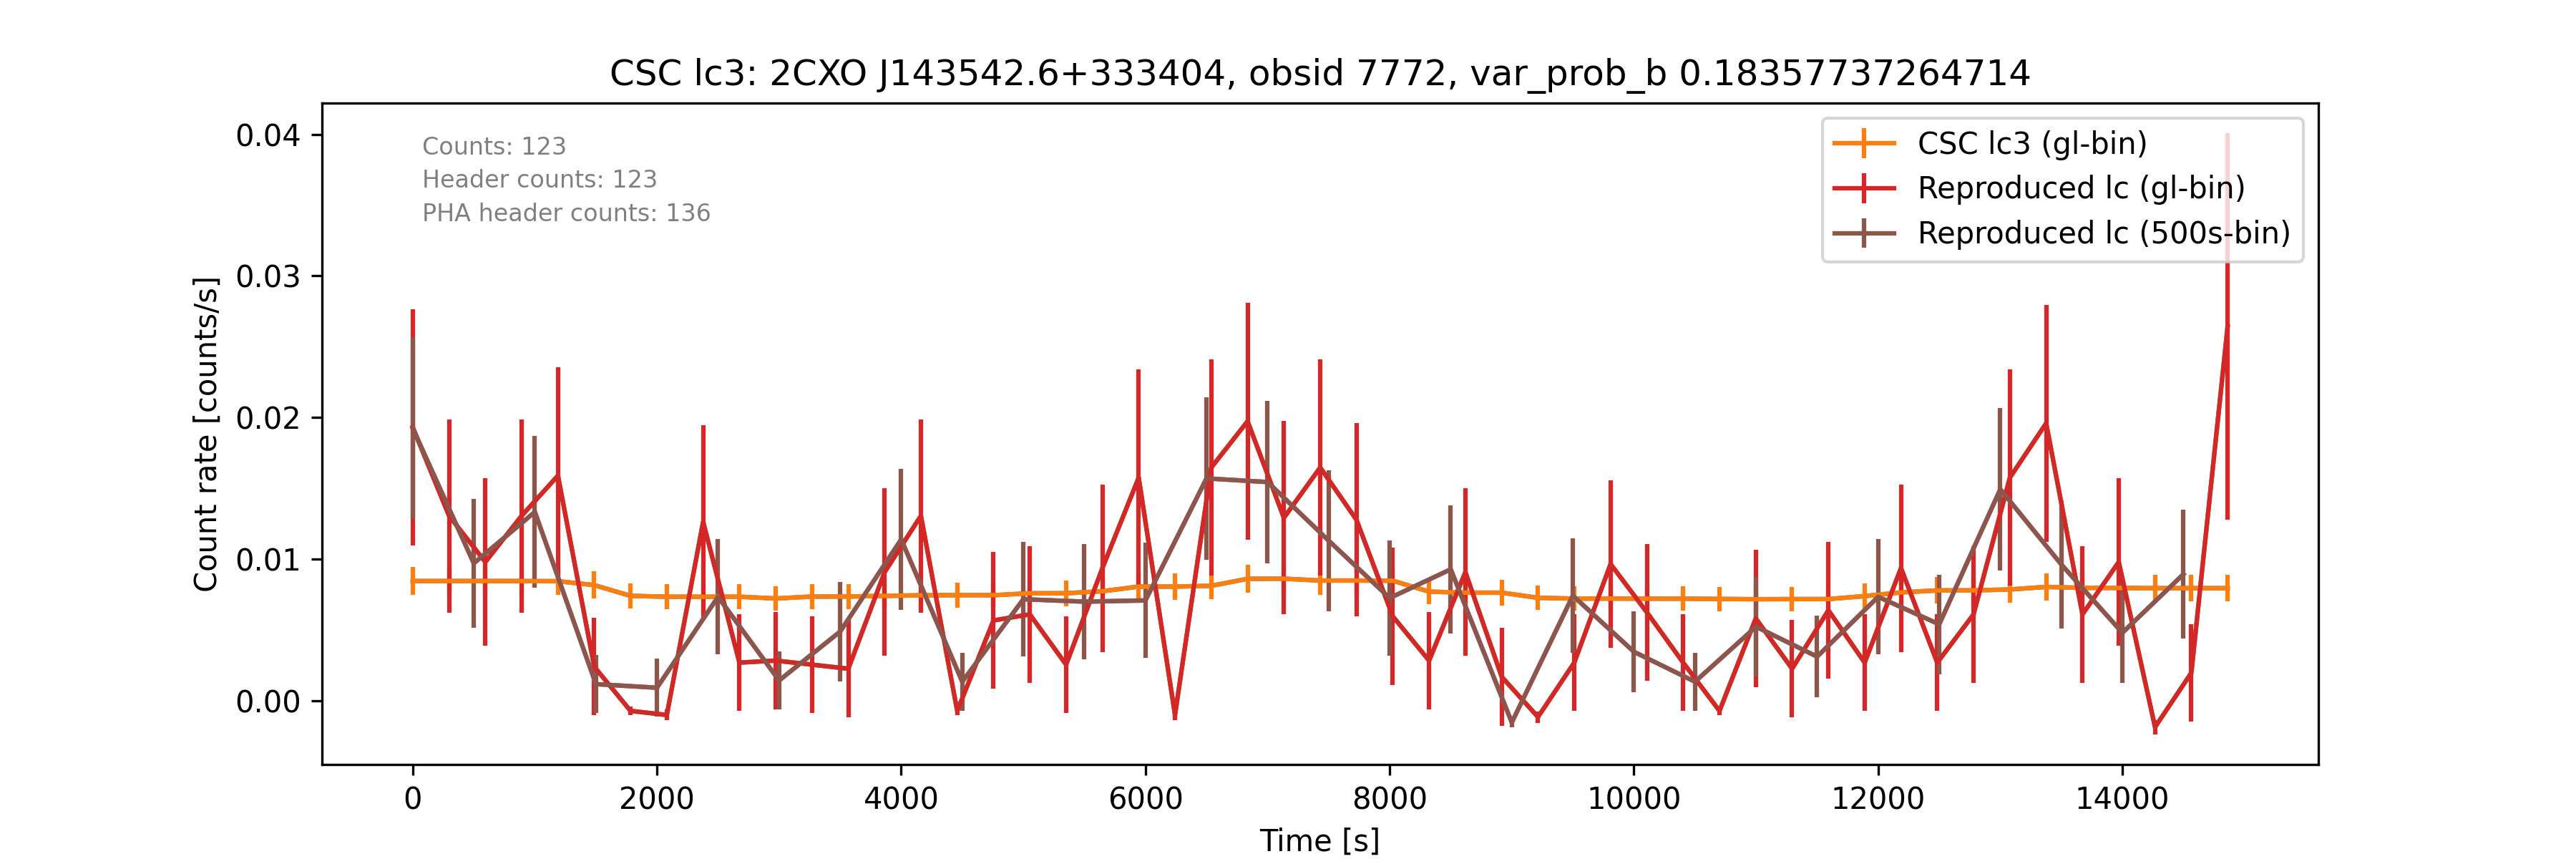 CSC lc3: 2CXO J143542.6+333404, obsid 7772, var_prob_b 0.18357737264714
Counts: 123
Header counts: 123
PHA header counts: 136
CSC lc3 (gl-bin)
Reproduced lc (gl-bin)
Reproduced lc (500s-bin)
Count rate [counts/s]
0.04
0.03
0.02
0.01
0.00
0 2000 4000 6000 8000 10000 12000 14000
Time [s]